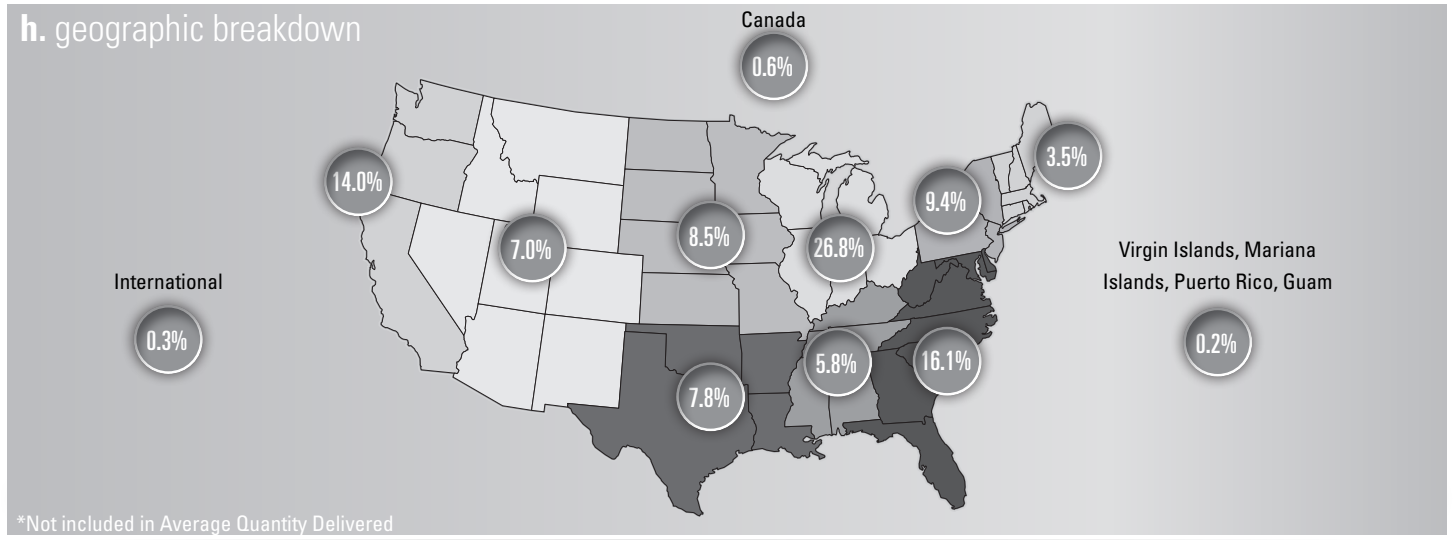 h. geographic breakdown
Canada
0.6%
3.5%
14.0%
9.4%
8.5%
7.0%
26.8%
Virgin Islands, Mariana
Islands, Puerto Rico, Guam
International
0.3%
0.2%
5.8%
16.1%
7.8%
*Not included in Average Quantity Delivered